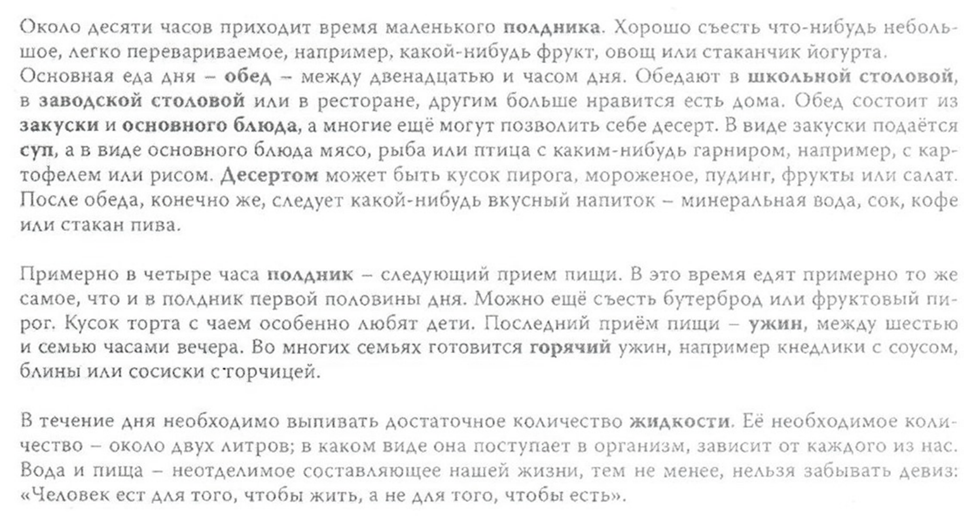 Около десяти часов приходит время маленького полдника. Хорошо съесть что-нибудь неболь-
шое, легко перевариваемое, например, какой-нибудь фрукт, овощ или стаканчик йогурта.
Основная еда дня – обед – между двенадцатью и часом дня. Обедают в школьной столовой,
в заводской столовой или в ресторане, другим больше нравится есть дома. Обед состоит из
закуски и основного блюда, а многие ещё могут позволить себе десерт. В виде закуски подаётся
суп, а в виде основного блюда мясо, рыба или птица с каким-нибудь гарниром, например, с кар-
тофелем или рисом. Десертом может быть кусок пирога, мороженое, пудинг, фрукты или салат.
После обеда, конечно же, следует какой-нибудь вкусный напиток – минеральная вода, сок, кофе
или стакан пива.
Примерно в четыре часа полдник – следующий прием пищи. В это время едят примерно то же
самое, что и в полдник первой половины дня. Можно ещё съесть бутерброд или фруктовый пи-
рог. Кусок торта с чаем особенно любят дети. Последний приём пищи – ужин, между шестью
и семью часами вечера. Во многих семьях готовится горячий ужин, например кнедлики с соусом,
блины или сосиски с торчицей.
В течение дня необходимо выпивать достаточное количество жидкости. Её необходимое коли-
чество – около двух литров; в каком виде она поступает в организм, зависит от каждого из нас.
Вода и пища – неотделимое составляющее нашей жизни, тем не менее, нельзя забывать девиз:
«Человек ест для того, чтобы жить, а не для того, чтобы есть».